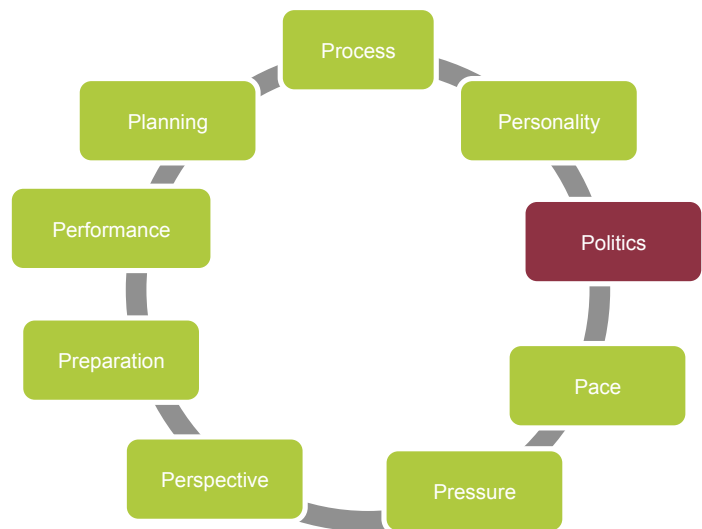 Process
Personality
Politics
Pace
Pressure
Perspective
Preparation
Performance
Planning